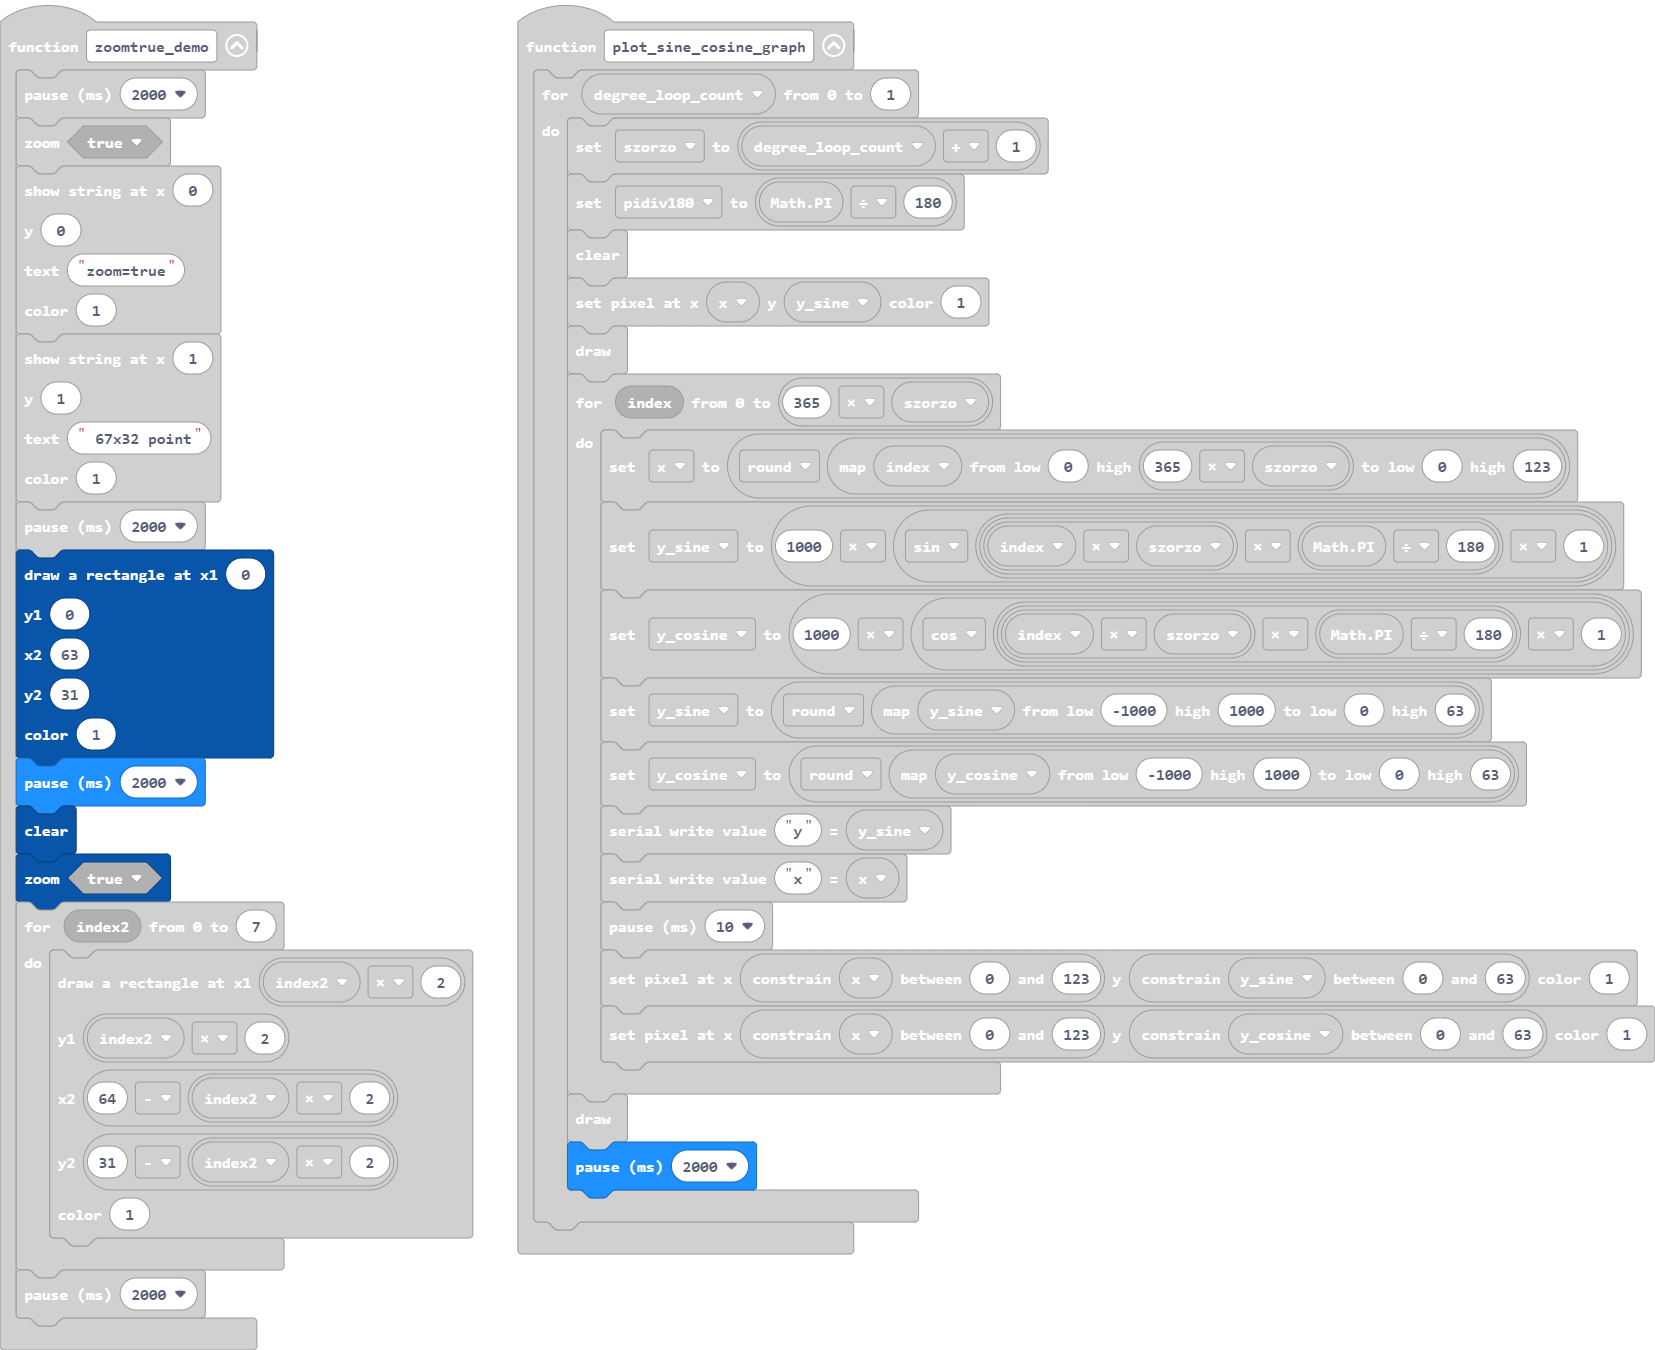 function zoomtrue_demo
pause (ms) 2000
zoom true
show string at x 0
y 0
text "zoom=true"
color 1
show string at x 1
y 1
text " 67x32 point"
color 1
pause (ms) 2000
draw a rectangle at x1 0
y1 0
x2 63
y2 31
color 1
pause (ms) 2000
clear
zoom true
for index2 from 0 to 7
do
draw a rectangle at x1 index2 × 2
y1 index2 × 2
x2 64 - index2 × 2
y2 31 - index2 × 2
color 1
pause (ms) 2000
function plot_sine_cosine_graph
for degree_loop_count from 0 to 1
do
set szorzo to degree_loop_count + 1
set pidiv180 to Math.PI ÷ 180
clear
set pixel at x x y y_sine color 1
draw
for index from 0 to 365 × szorzo
do
set x to round map index from low 0 high 365 × szorzo to low 0 high 123
set y_sine to 1000 × sin index × szorzo × Math.PI ÷ 180 × 1
set y_cosine to 1000 × cos index × szorzo × Math.PI ÷ 180 × 1
set y_sine to round map y_sine from low -1000 high 1000 to low 0 high 63
set y_cosine to round map y_cosine from low -1000 high 1000 to low 0 high 63
serial write value "y" = y_sine
serial write value "x" = x
pause (ms) 10
set pixel at x constrain x between 0 and 123 y constrain y_sine between 0 and 63 color 1
set pixel at x constrain x between 0 and 123 y constrain y_cosine between 0 and 63 color 1
draw
pause (ms) 2000